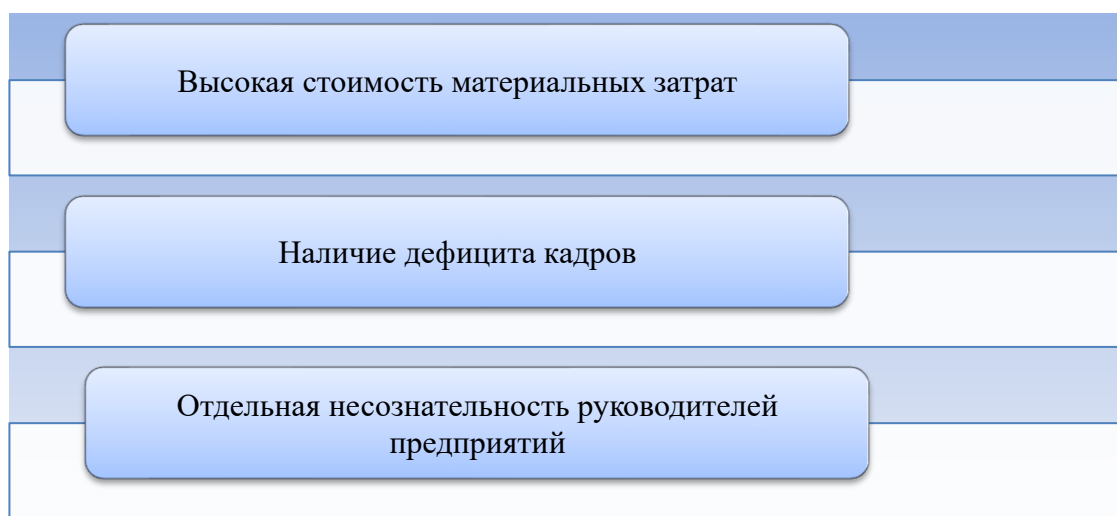 Высокая стоимость материальных затрат
Наличие дефицита кадров
Отдельная несознательность руководителей
предприятий